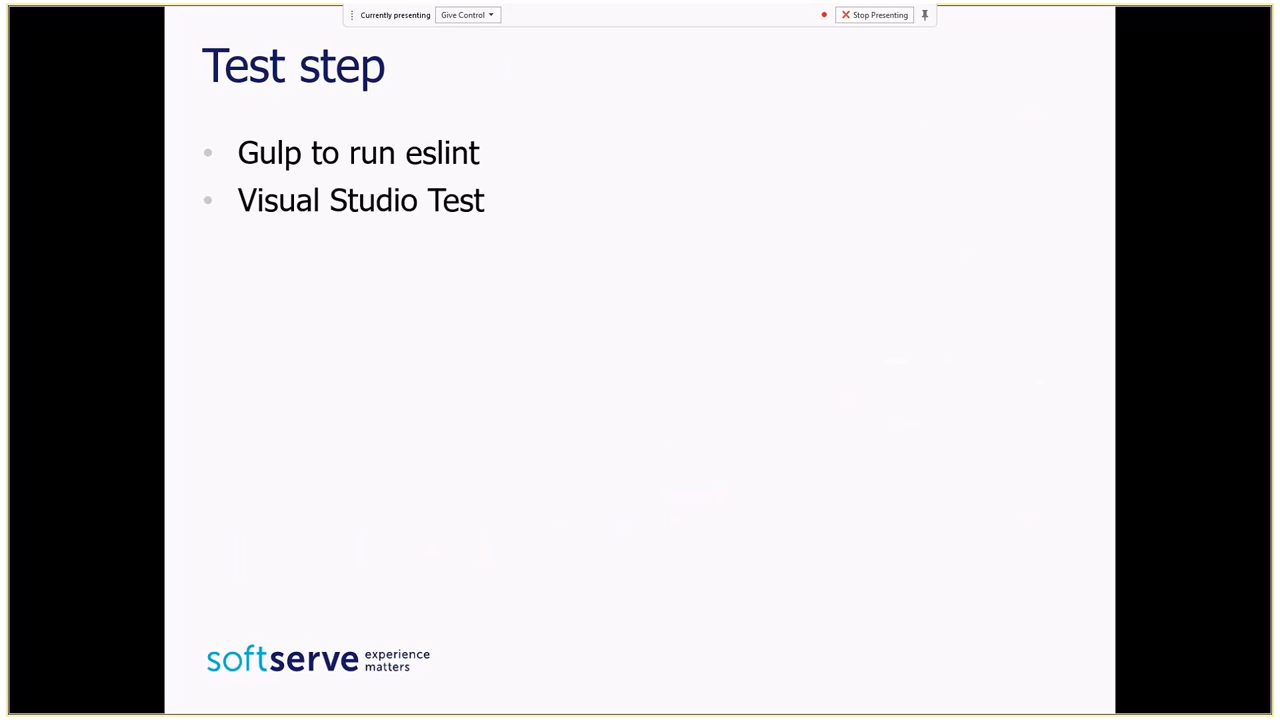 Currently presenting Give Control Stop Presenting
Test step
• Gulp to run eslint
• Visual Studio Test
softserve experience
matters